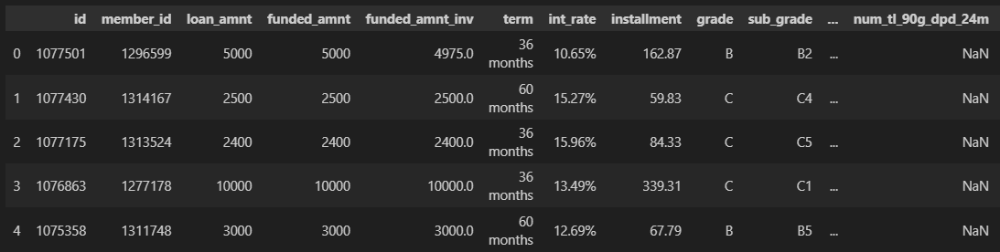 id member_id loan_amnt funded_amnt funded_amnt_inv term int_rate installment grade sub_grade ... num_tl_90g_dpd_24m
0 1077501 1296599 5000 5000 4975.0 36 months 10.65% 162.87 B B2 ... NaN
1 1077430 1314167 2500 2500 2500.0 60 months 15.27% 59.83 C C4 ... NaN
2 1077175 1313524 2400 2400 2400.0 36 months 15.96% 84.33 C C5 ... NaN
3 1076863 1277178 10000 10000 10000.0 36 months 13.49% 339.31 C C1 ... NaN
4 1075358 1311748 3000 3000 3000.0 60 months 12.69% 67.79 B B5 ... NaN